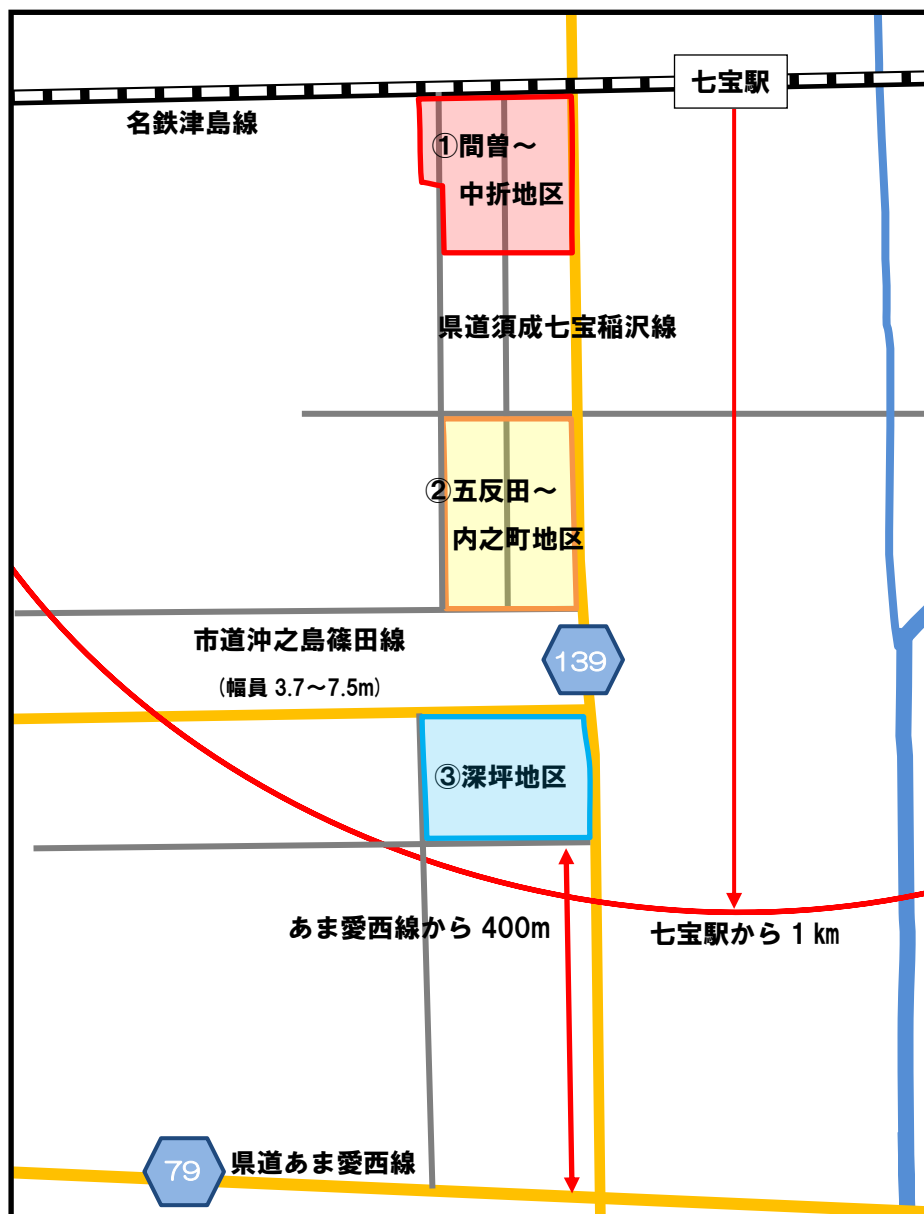 七宝駅
名鉄津島線
①間曽～
中折地区
県道須成七宝稲沢線
②五反田～
内之町地区
市道沖之島篠田線
(幅員 3.7～7.5m)
139
③深坪地区
あま愛西線から 400m
七宝駅から 1 ㎞
79
県道あま愛西線